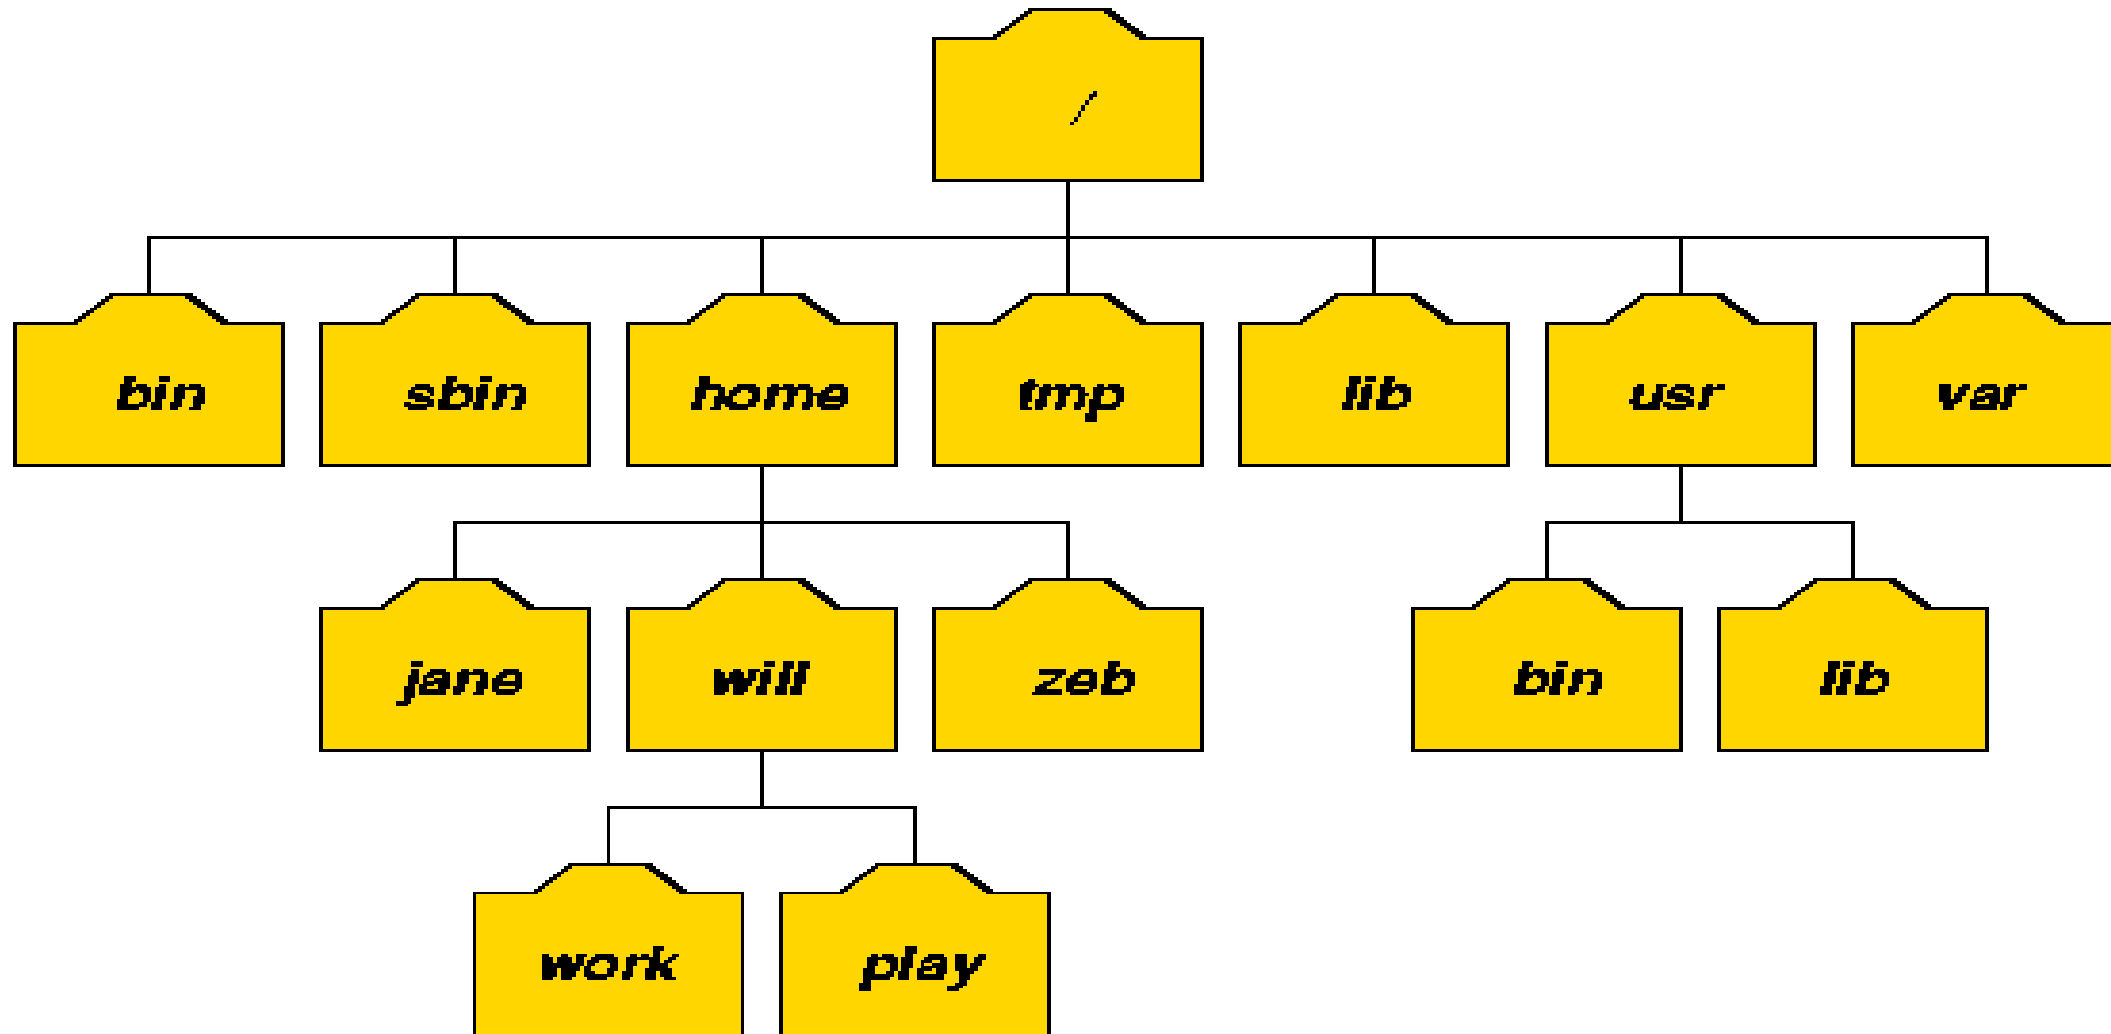 /
bin sbin home tmp lib usr var
jane will zeb bin lib
work play